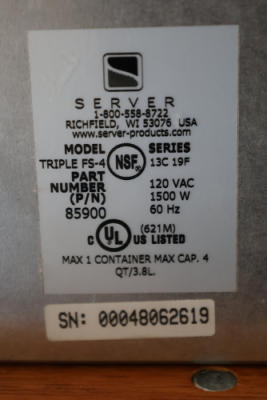 SERVER
1-800-558-8722
RICHFIELD, WI 53076 USA
www.server-products.com
MODEL NSF® SERIES
TRIPLE FS-4 13C 19F
PART
NUMBER 120 VAC
(P/N) 1500 W
85900 60 Hz
(621M)
C UL US LISTED
MAX 1 CONTAINER MAX CAP. 4
QT/3.8L.
SN: 00048062619